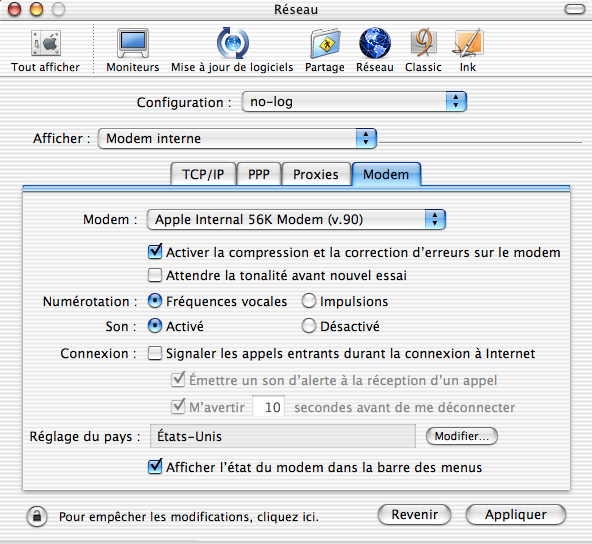 Réseau
Tout afficher Moniteurs Mise à jour de logiciels Partage Réseau Classic Ink
Configuration : no-log
Afficher : Modem interne
TCP/IP PPP Proxies Modem
Modem : Apple Internal 56K Modem (v.90)
Activer la compression et la correction d'erreurs sur le modem
Attendre la tonalité avant nouvel essai
Numérotation : Fréquences vocales Impulsions
Son : Activé Désactivé
Connexion : Signaler les appels entrants durant la connexion à Internet
Émettre un son d'alerte à la réception d'un appel
M'avertir 10 secondes avant de me déconnecter
Réglage du pays : États-Unis Modifier...
Afficher l'état du modem dans la barre des menus
Pour empêcher les modifications, cliquez ici. Revenir Appliquer